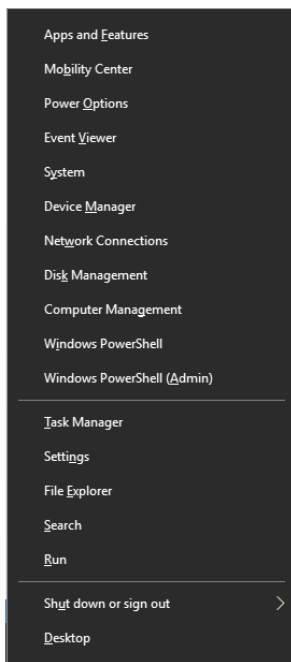 Apps and Features
Mobility Center
Power Options
Event Viewer
System
Device Manager
Network Connections
Disk Management
Computer Management
Windows PowerShell
Windows PowerShell (Admin)
Task Manager
Settings
File Explorer
Search
Run
Shut down or sign out
Desktop